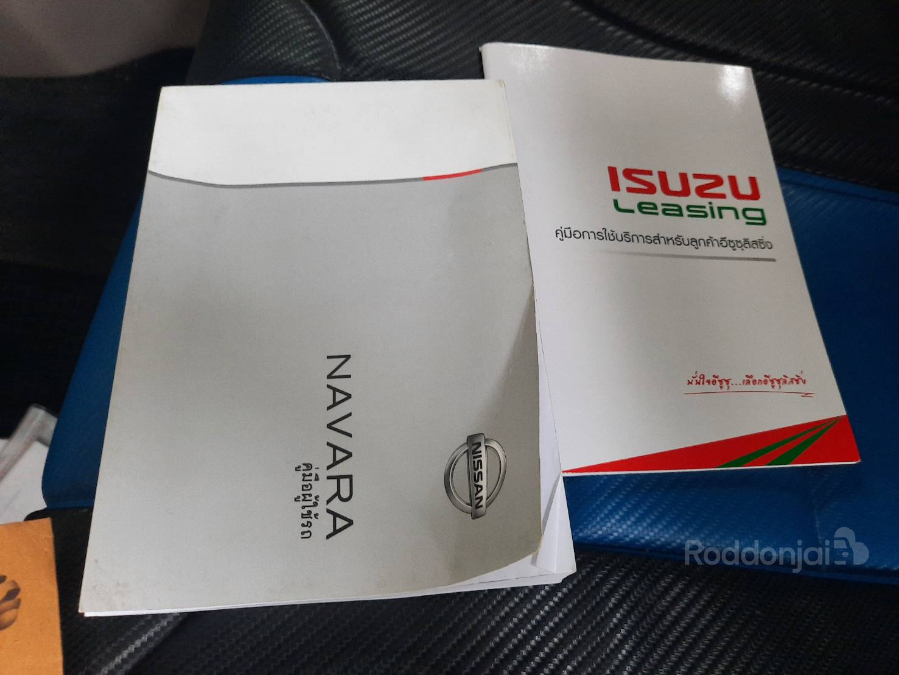 NAVARA
คู่มือผู้ใช้รถ
NISSAN
ISUZU
Leasing
คู่มือการใช้บริการสำหรับลูกค้าอีซูซุลิสซิ่ง
มั่นใจอีซูซุ...เลือกอีซูซุลิสซิ่ง
Roddonjai